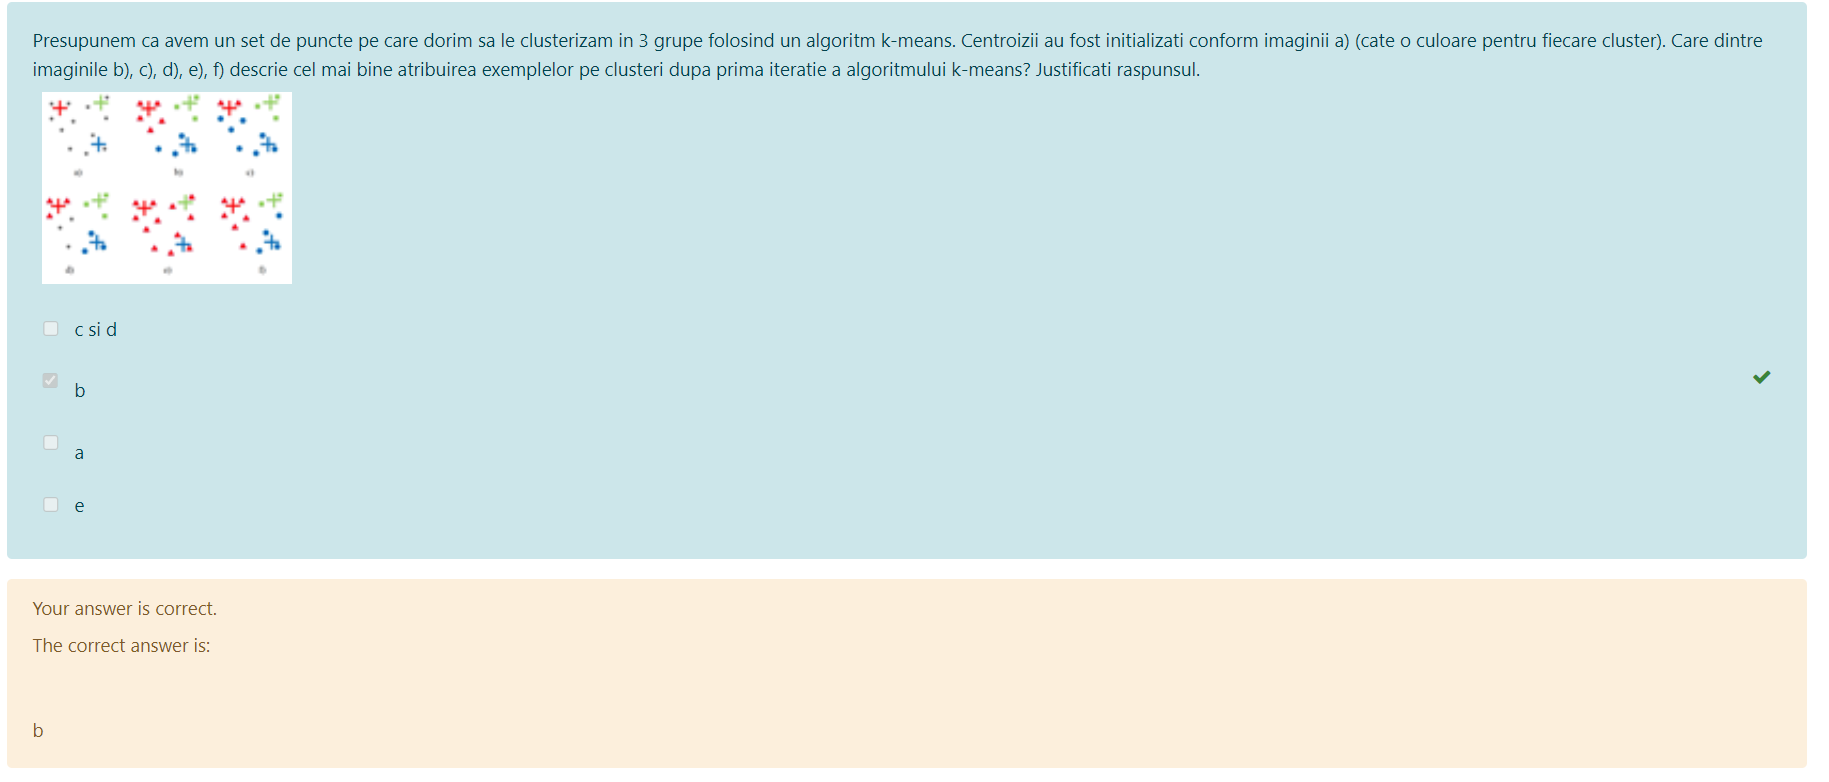 Presupunem ca avem un set de puncte pe care dorim sa le clusterizam in 3 grupe folosind un algoritm k-means. Centroizii au fost initializati conform imaginii a) (cate o culoare pentru fiecare cluster). Care dintre
imaginile b), c), d), e), f) descrie cel mai bine atribuirea exemplelor pe clusteri dupa prima iteratie a algoritmului k-means? Justificati raspunsul.
a) b) c)
d) e) f)
c si d
b
a
e
Your answer is correct.
The correct answer is:
b